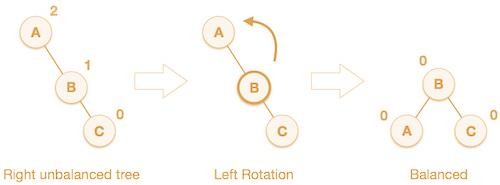 A 2
B 1
C 0
Right unbalanced tree
A
B
C
Left Rotation
0
B
0 0
A C
Balanced